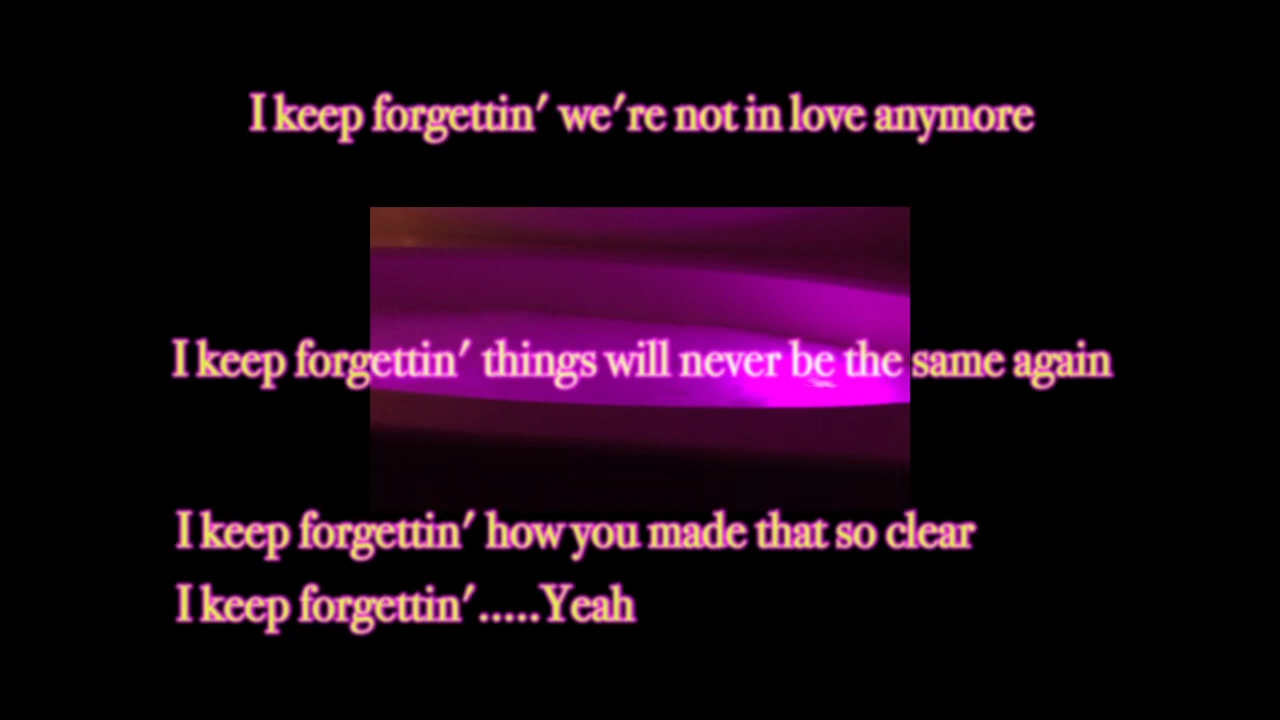 I keep forgettin' we're not in love anymore
I keep forgettin' things will never be the same again
I keep forgettin' how you made that so clear
I keep forgettin'.....Yeah